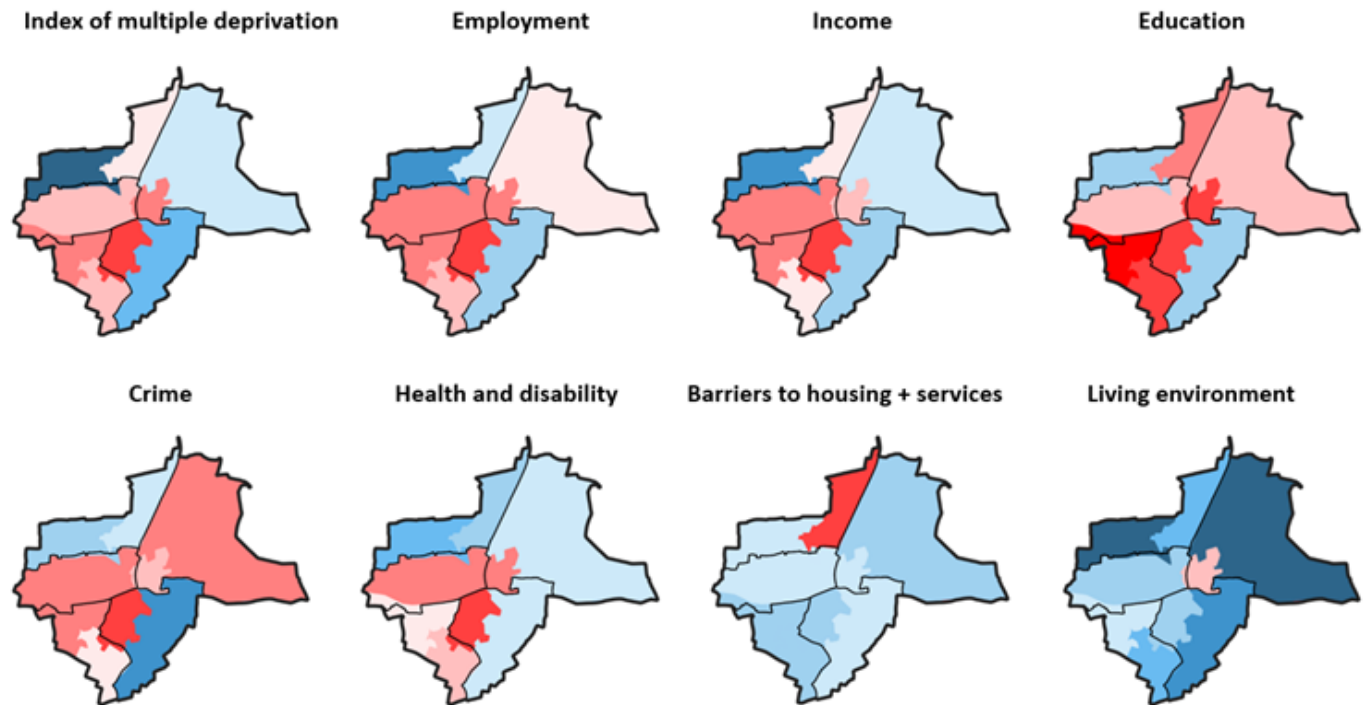 Index of multiple deprivation
Employment
Income
Education
Crime
Health and disability
Barriers to housing + services
Living environment